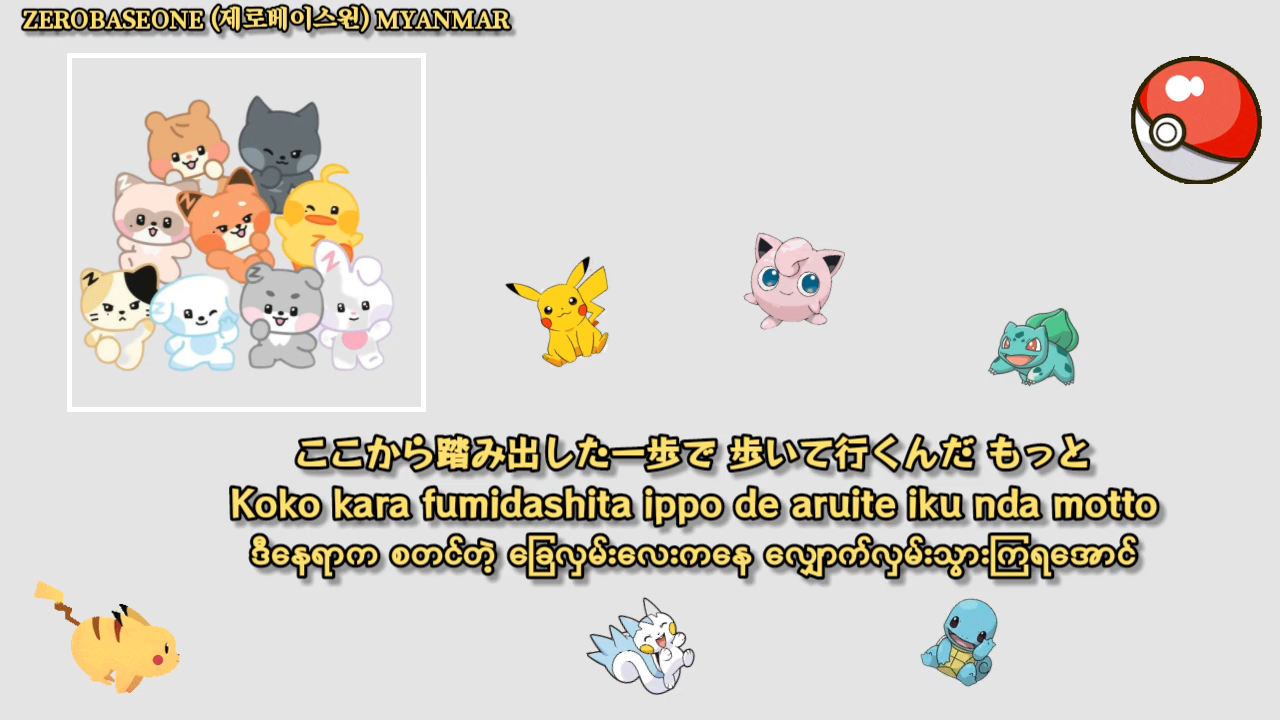 ZEROBASEONE (제로베이스원) MYANMAR
ここから踏み出した一歩で 歩いて行くんだ もっと
Koko kara fumidashita ippo de aruite iku nda motto
ဒီနေရာက စတင်တဲ့ ခြေလှမ်းလေးကနေ လျှောက်လှမ်းသွားကြရအောင်